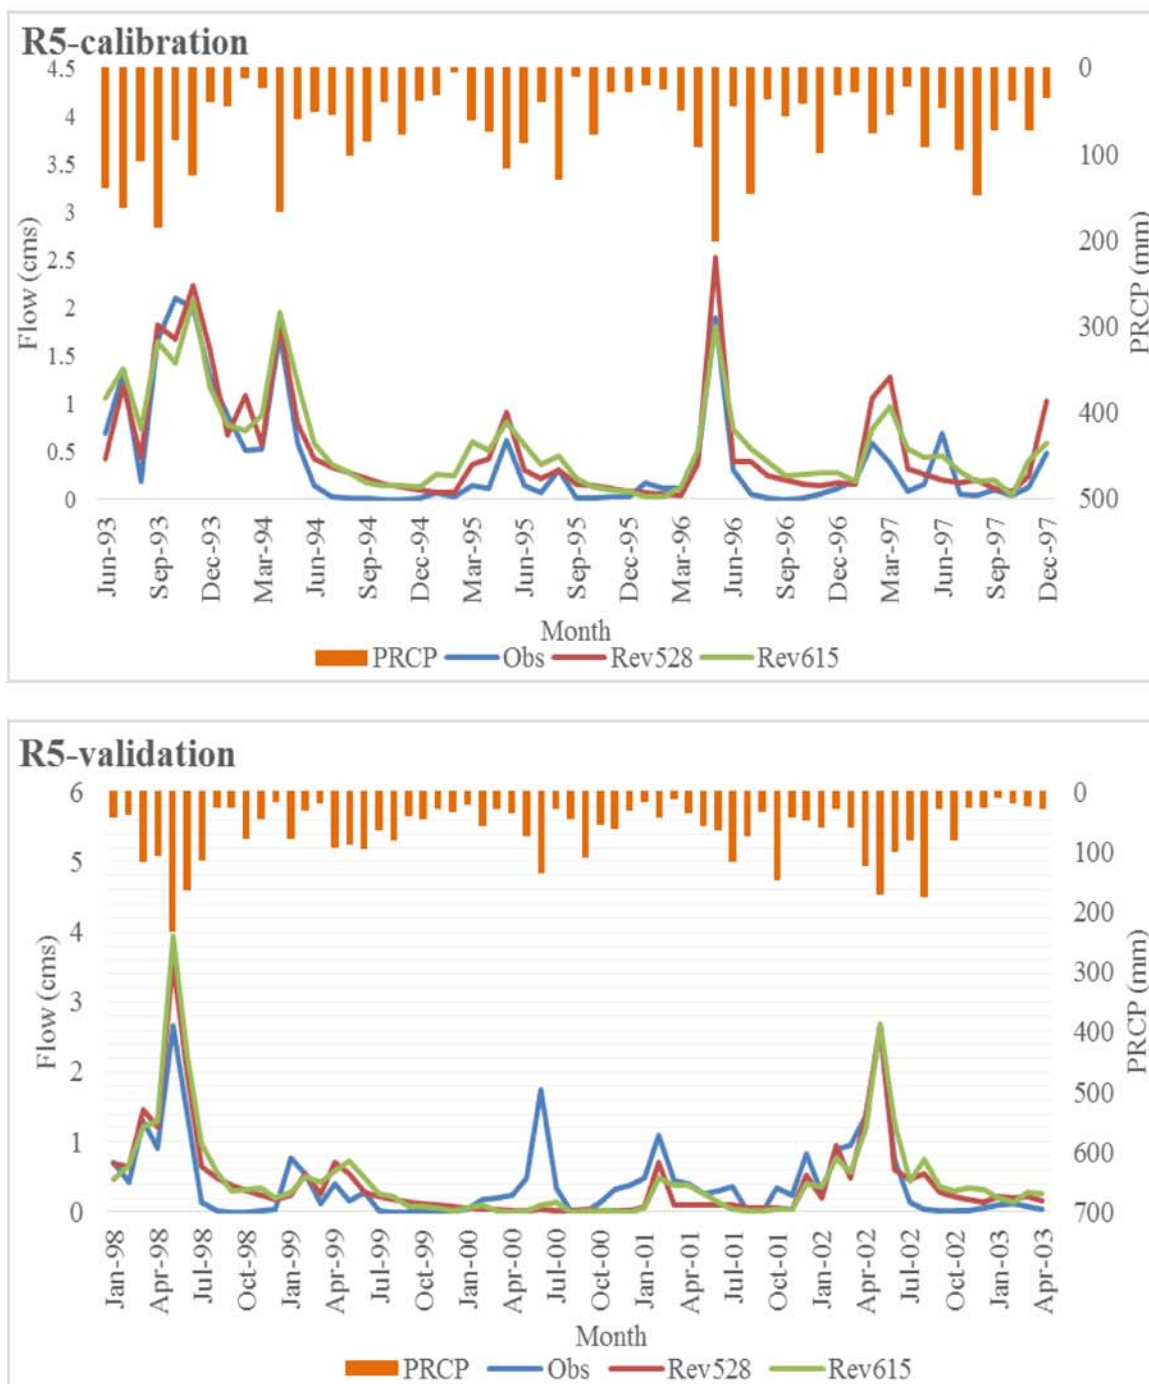 R5-calibration
4.5
4
3.5
3
2.5
2
1.5
1
0.5
0
Flow (cms)
0
100
200
300
400
500
PRCP (mm)
Jun-93
Sep-93
Dec-93
Mar-94
Jun-94
Sep-94
Dec-94
Mar-95
Jun-95
Sep-95
Dec-95
Mar-96
Jun-96
Sep-96
Dec-96
Mar-97
Jun-97
Sep-97
Dec-97
Month
PRCP Obs Rev528 Rev615
R5-validation
6
5
4
3
2
1
0
Flow (cms)
0
100
200
300
400
500
600
700
PRCP (mm)
Jan-98
Apr-98
Jul-98
Oct-98
Jan-99
Apr-99
Jul-99
Oct-99
Jan-00
Apr-00
Jul-00
Oct-00
Jan-01
Apr-01
Jul-01
Oct-01
Jan-02
Apr-02
Jul-02
Oct-02
Jan-03
Apr-03
Month
PRCP Obs Rev528 Rev615